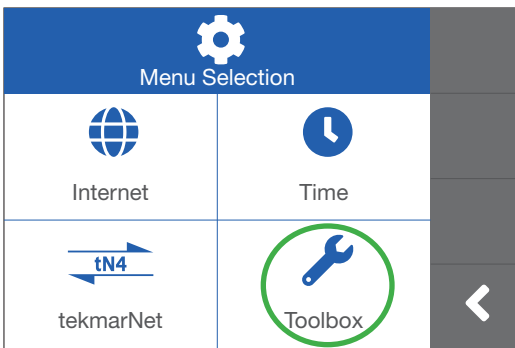 Menu Selection
Internet
Time
tN4
tekmarNet
Toolbox